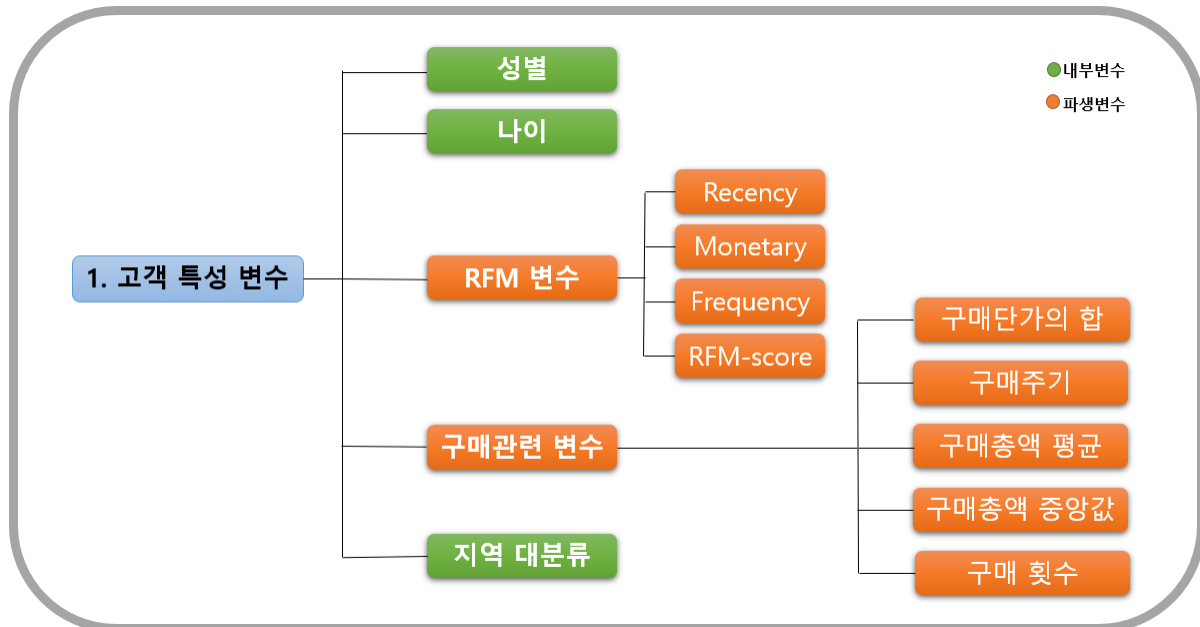 성별
내부변수
파생변수
나이
Recency
Monetary
1. 고객 특성 변수
RFM 변수
Frequency
RFM-score
구매단가의 합
구매주기
구매관련 변수
구매총액 평균
구매총액 중앙값
지역 대분류
구매 횟수